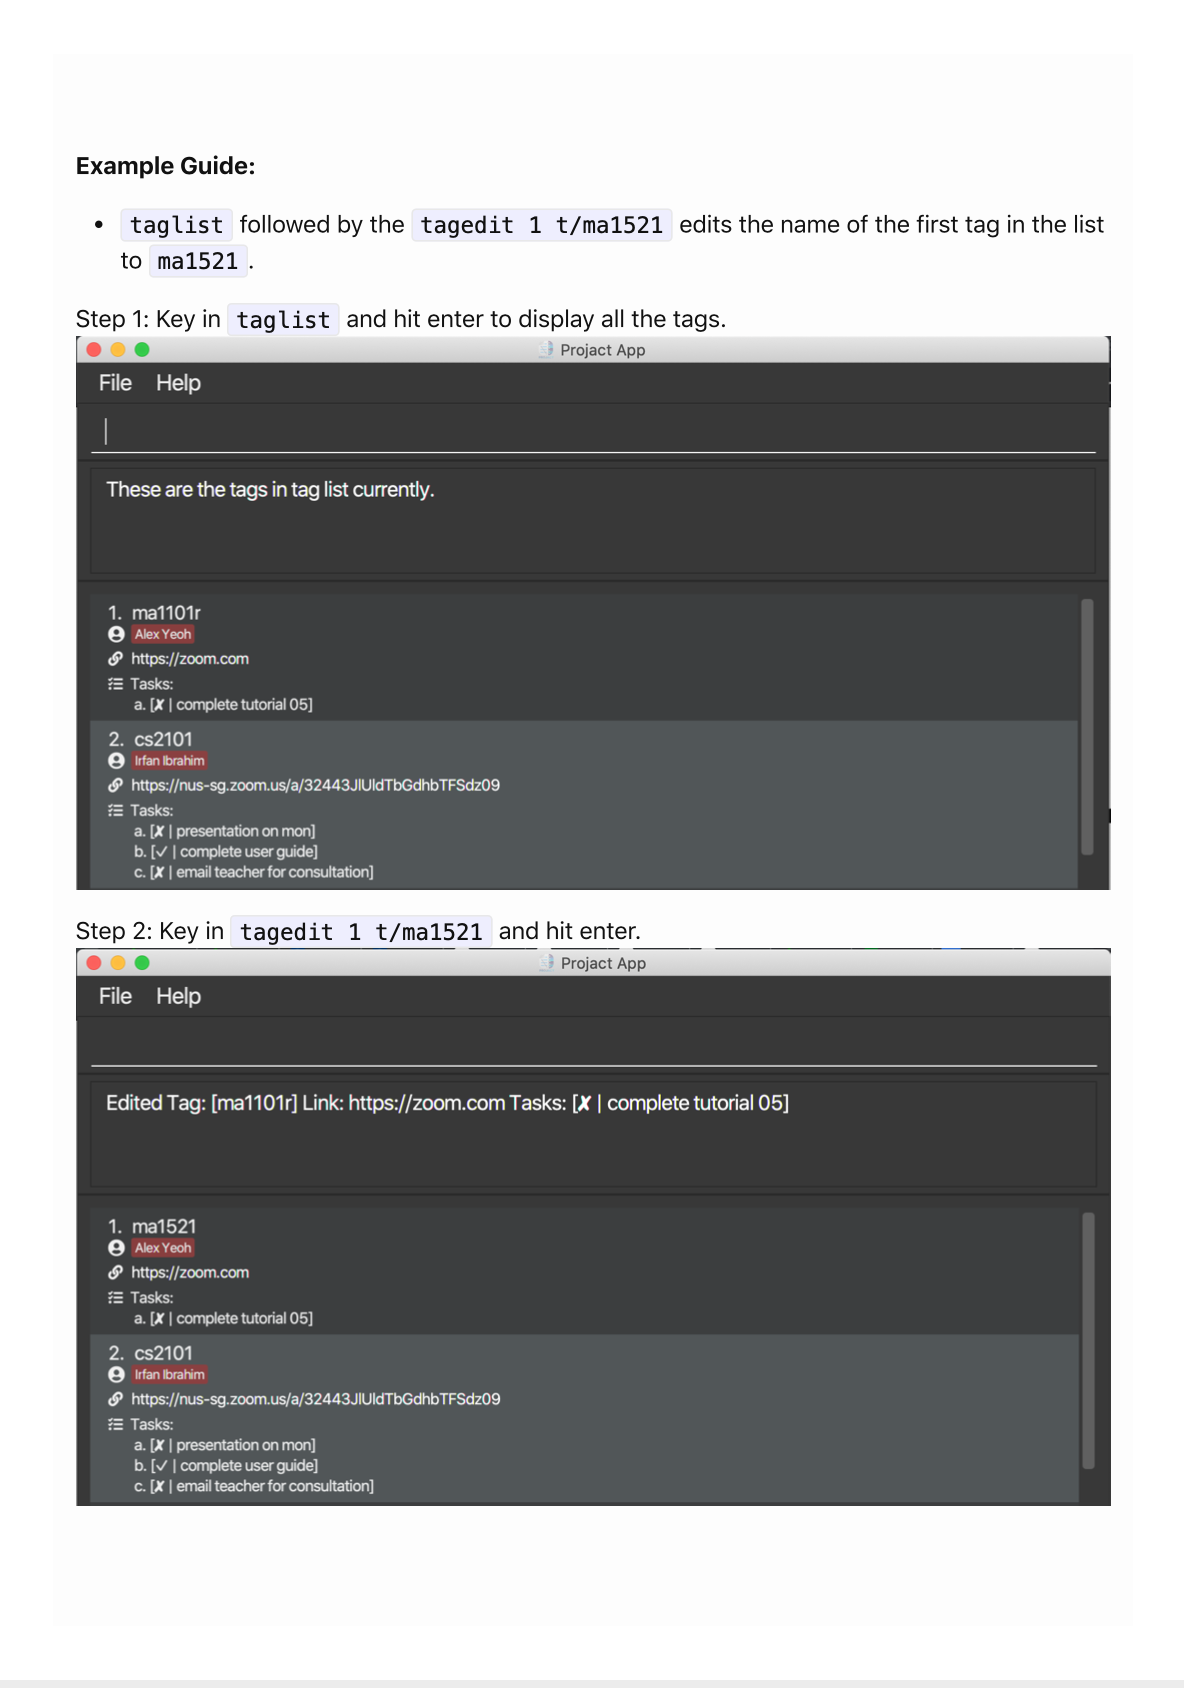 Example Guide:
• taglist followed by the tagedit 1 t/ma1521 edits the name of the first tag in the list
to ma1521 .
Step 1: Key in taglist and hit enter to display all the tags.
Projact App
File Help
These are the tags in tag list currently.
1. ma1101r
Alex Yeoh
https://zoom.com
Tasks:
a. [✘ | complete tutorial 05]
2. cs2101
Irfan Ibrahim
https://nus-sg.zoom.us/a/32443JlUldTbGdhbTFSdz09
Tasks:
a. [✘ | presentation on mon]
b. [✓ | complete user guide]
c. [✘ | email teacher for consultation]
Step 2: Key in tagedit 1 t/ma1521 and hit enter.
Projact App
File Help
Edited Tag: [ma1101r] Link: https://zoom.com Tasks: [✘ | complete tutorial 05]
1. ma1521
Alex Yeoh
https://zoom.com
Tasks:
a. [✘ | complete tutorial 05]
2. cs2101
Irfan Ibrahim
https://nus-sg.zoom.us/a/32443JlUldTbGdhbTFSdz09
Tasks:
a. [✘ | presentation on mon]
b. [✓ | complete user guide]
c. [✘ | email teacher for consultation]